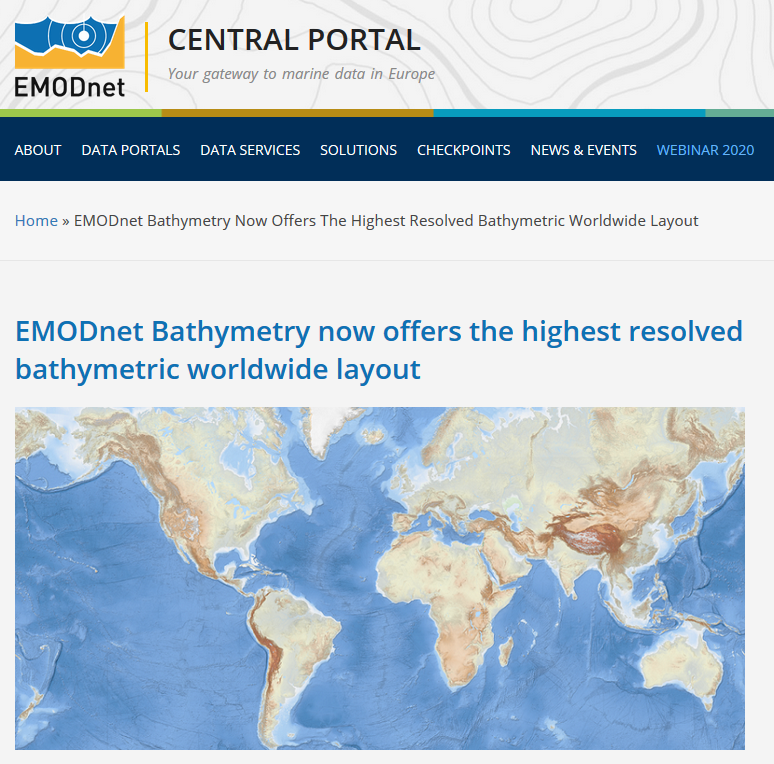 EMODnet
CENTRAL PORTAL
Your gateway to marine data in Europe
ABOUT DATA PORTALS DATA SERVICES SOLUTIONS CHECKPOINTS NEWS & EVENTS WEBINAR 2020
Home » EMODnet Bathymetry Now Offers The Highest Resolved Bathymetric Worldwide Layout
EMODnet Bathymetry now offers the highest resolved
bathymetric worldwide layout